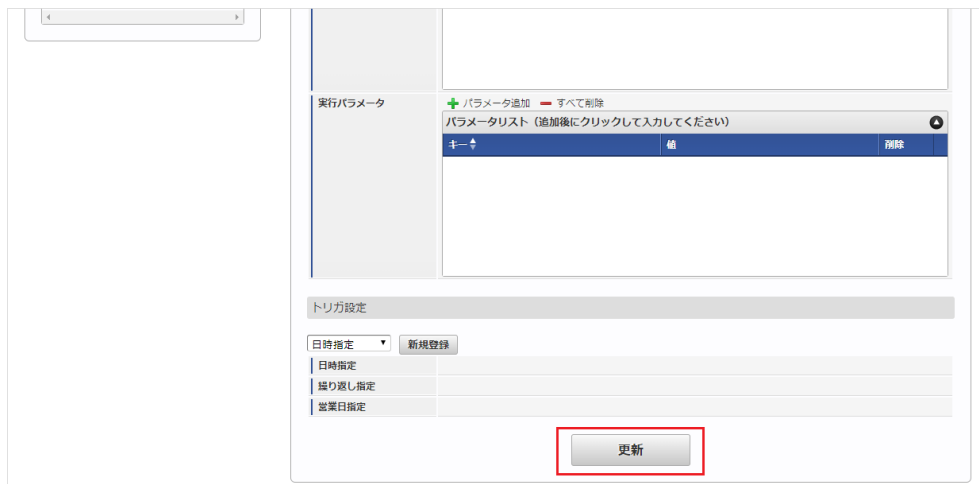 実行パラメータ
パラメータ追加 すべて削除
パラメータリスト（追加後にクリックして入力してください）
キー 値 削除
トリガ設定
日時指定 新規登録
日時指定
繰り返し指定
営業日指定
更新